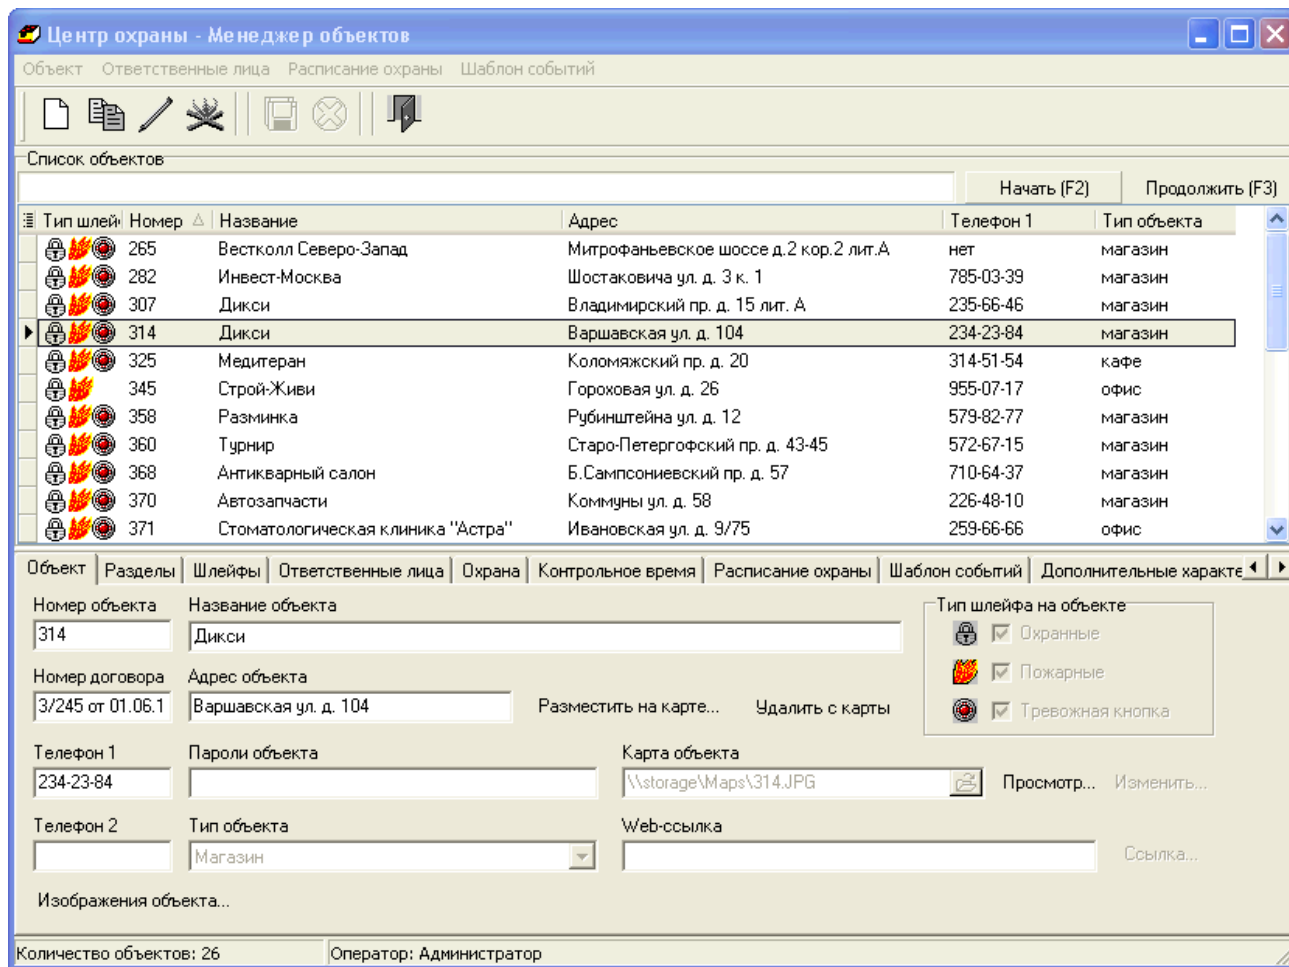 Центр охраны - Менеджер объектов
Объект Ответственные лица Расписание охраны Шаблон событий
Список объектов
Начать (F2) Продолжить (F3)
Тип шлей Номер Название Адрес Телефон 1 Тип объекта
265 Вестколл Северо-Запад Митрофаньевское шоссе д.2 кор.2 лит.А нет магазин
282 Инвест-Москва Шостаковича ул. д. 3 к. 1 785-03-39 магазин
307 Дикси Владимирский пр. д. 15 лит. А 235-66-46 магазин
314 Дикси Варшавская ул. д. 104 234-23-84 магазин
325 Медитеран Коломяжский пр. д. 20 314-51-54 кафе
345 Строй-Живи Гороховая ул. д. 26 955-07-17 офис
358 Разминка Рубинштейна ул. д. 12 579-82-77 магазин
360 Турнир Старо-Петергофский пр. д. 43-45 572-67-15 магазин
368 Антикварный салон Б.Сампсониевский пр. д. 57 710-64-37 магазин
370 Автозапчасти Коммуны ул. д. 58 226-48-10 магазин
371 Стоматологическая клиника "Астра" Ивановская ул. д. 9/75 259-66-66 офис
Объект Разделы Шлейфы Ответственные лица Охрана Контрольное время Расписание охраны Шаблон событий Дополнительные характе
Номер объекта Название объекта Тип шлейфа на объекте
314 Дикси Охранные
Номер договора Адрес объекта Пожарные
3/245 от 01.06.1 Варшавская ул. д. 104 Разместить на карте... Удалить с карты Тревожная кнопка
Телефон 1 Пароли объекта Карта объекта
234-23-84 \\storage\Maps\314.JPG Просмотр... Изменить...
Телефон 2 Тип объекта Web-ссылка
Магазин Ссылка...
Изображения объекта...
Количество объектов: 26 Оператор: Администратор